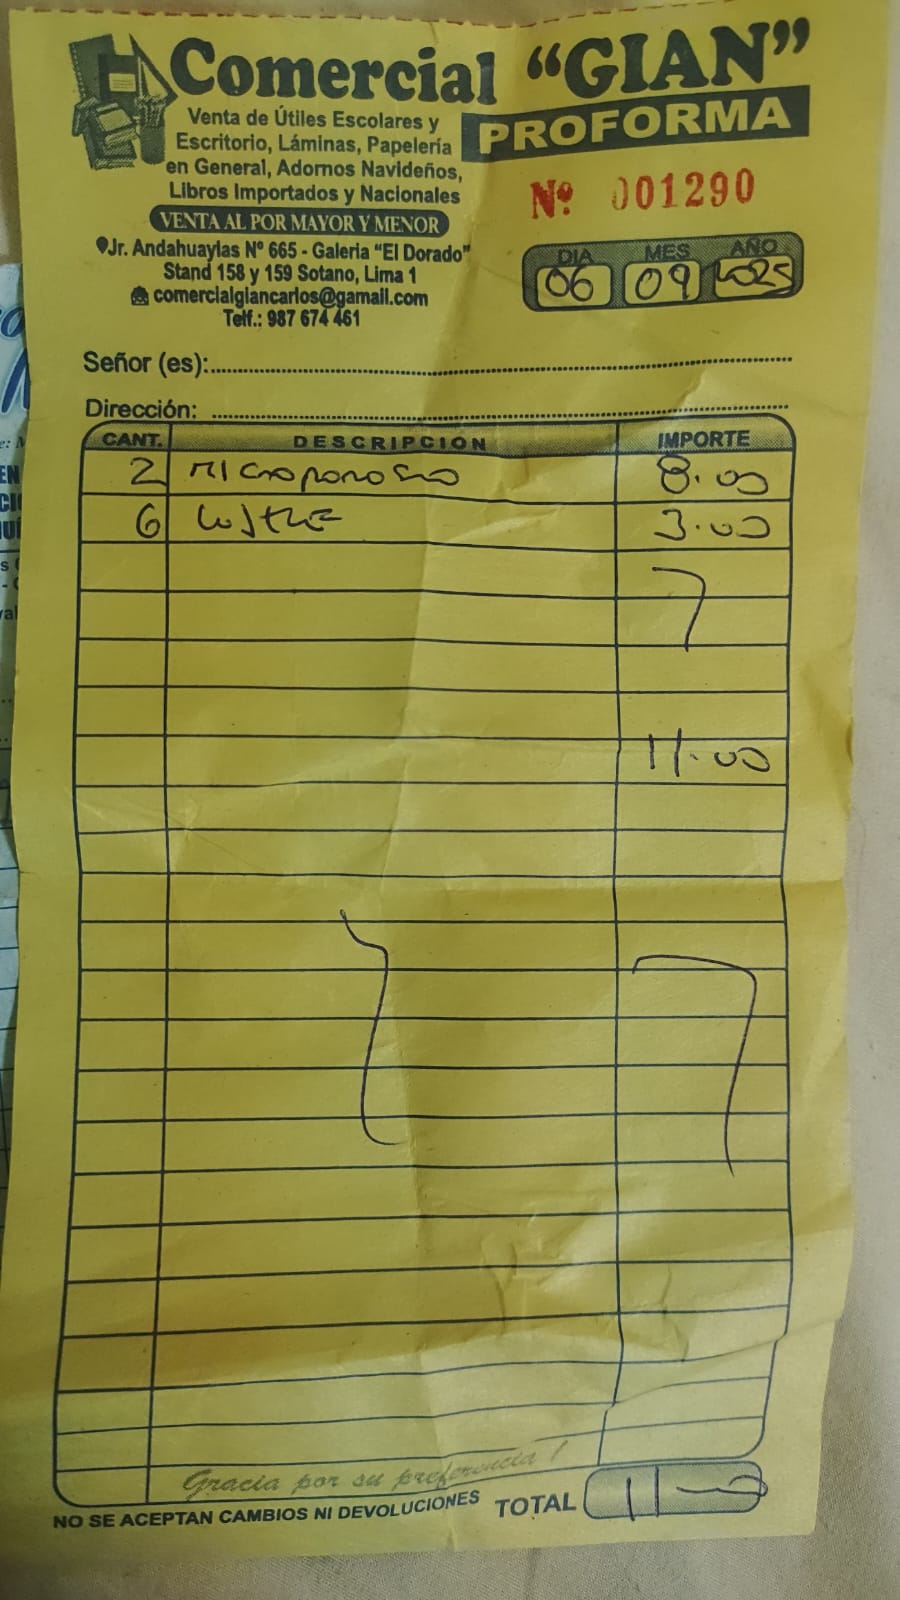 Comercial "GIAN"
Venta de Útiles Escolares y
Escritorio, Láminas, Papelería
en General, Adornos Navideños,
Libros Importados y Nacionales
PROFORMA
VENTA AL POR MAYOR Y MENOR
Nº 001290
Jr. Andahuaylas Nº 665 - Galeria "El Dorado"
Stand 158 y 159 Sotano, Lima 1
comercialgiancarlos@gamail.com
Telf.: 987 674 461
DIA MES AÑO
06 09 2025
Señor (es):
Dirección:
CANT. DESCRIPCION IMPORTE
2 Microporoso 8.00
6 Lustre 3.00
11.00
Gracia por su preferencia !
NO SE ACEPTAN CAMBIOS NI DEVOLUCIONES TOTAL 11.00